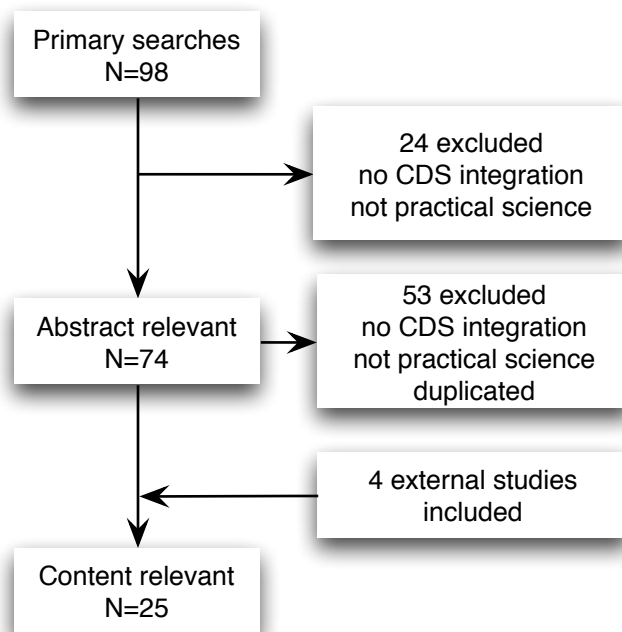 Primary searches
N=98
24 excluded
no CDS integration
not practical science
Abstract relevant
N=74
53 excluded
no CDS integration
not practical science
duplicated
4 external studies
included
Content relevant
N=25